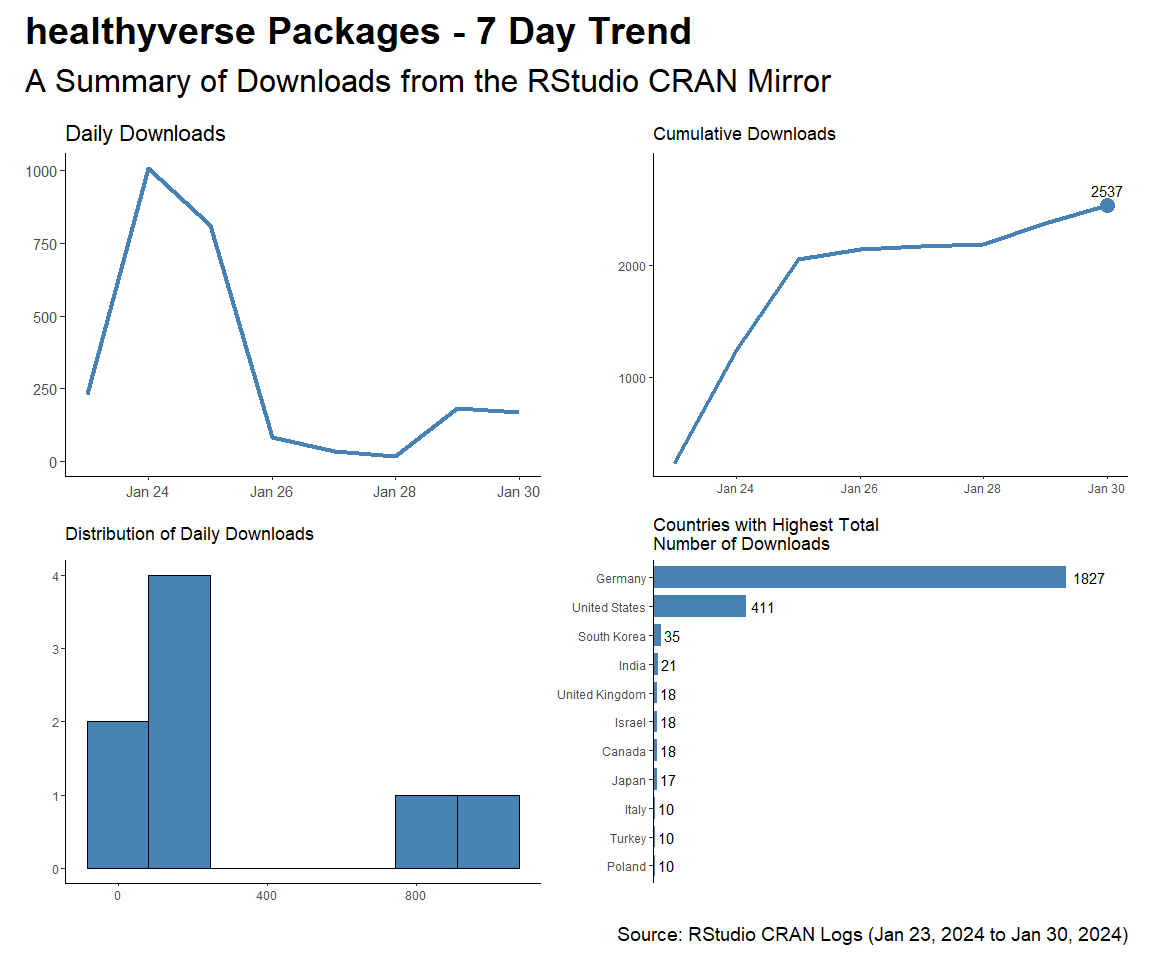 healthyverse Packages - 7 Day Trend
A Summary of Downloads from the RStudio CRAN Mirror
Daily Downloads
1000
750
500
250
0
Jan 24
Jan 26
Jan 28
Jan 30
Cumulative Downloads
2537
2000
1000
Jan 24
Jan 26
Jan 28
Jan 30
Distribution of Daily Downloads
4
3
2
1
0
0
400
800
Countries with Highest Total
Number of Downloads
Germany 1827
United States 411
South Korea 35
India 21
United Kingdom 18
Israel 18
Canada 18
Japan 17
Italy 10
Turkey 10
Poland 10
Source: RStudio CRAN Logs (Jan 23, 2024 to Jan 30, 2024)